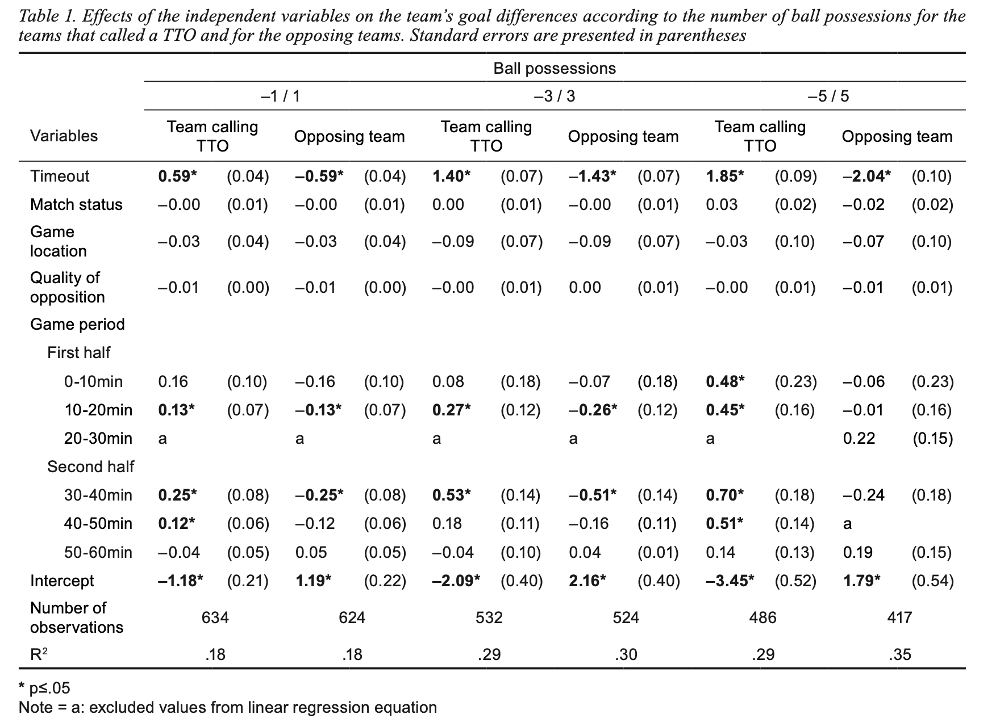 Table 1. Effects of the independent variables on the team’s goal differences according to the number of ball possessions for the
teams that called a TTO and for the opposing teams. Standard errors are presented in parentheses
Ball possessions
–1 / 1 –3 / 3 –5 / 5
Variables Team calling TTO Opposing team Team calling TTO Opposing team Team calling TTO Opposing team
Timeout 0.59* (0.04) –0.59* (0.04) 1.40* (0.07) –1.43* (0.07) 1.85* (0.09) –2.04* (0.10)
Match status –0.00 (0.01) –0.00 (0.01) 0.00 (0.01) –0.00 (0.01) 0.03 (0.02) –0.02 (0.02)
Game location –0.03 (0.04) –0.03 (0.04) –0.09 (0.07) –0.09 (0.07) –0.03 (0.10) –0.07 (0.10)
Quality of opposition –0.01 (0.00) –0.01 (0.00) –0.00 (0.01) 0.00 (0.01) –0.00 (0.01) –0.01 (0.01)
Game period
First half
0-10min 0.16 (0.10) –0.16 (0.10) 0.08 (0.18) –0.07 (0.18) 0.48* (0.23) –0.06 (0.23)
10-20min 0.13* (0.07) –0.13* (0.07) 0.27* (0.12) –0.26* (0.12) 0.45* (0.16) –0.01 (0.16)
20-30min a a a a a 0.22 (0.15)
Second half
30-40min 0.25* (0.08) –0.25* (0.08) 0.53* (0.14) –0.51* (0.14) 0.70* (0.18) –0.24 (0.18)
40-50min 0.12* (0.06) –0.12 (0.06) 0.18 (0.11) –0.16 (0.11) 0.51* (0.14) a
50-60min –0.04 (0.05) 0.05 (0.05) –0.04 (0.10) 0.04 (0.01) 0.14 (0.13) 0.19 (0.15)
Intercept –1.18* (0.21) 1.19* (0.22) –2.09* (0.40) 2.16* (0.40) –3.45* (0.52) 1.79* (0.54)
Number of observations 634 624 532 524 486 417
R² .18 .18 .29 .30 .29 .35
* p≤.05
Note = a: excluded values from linear regression equation